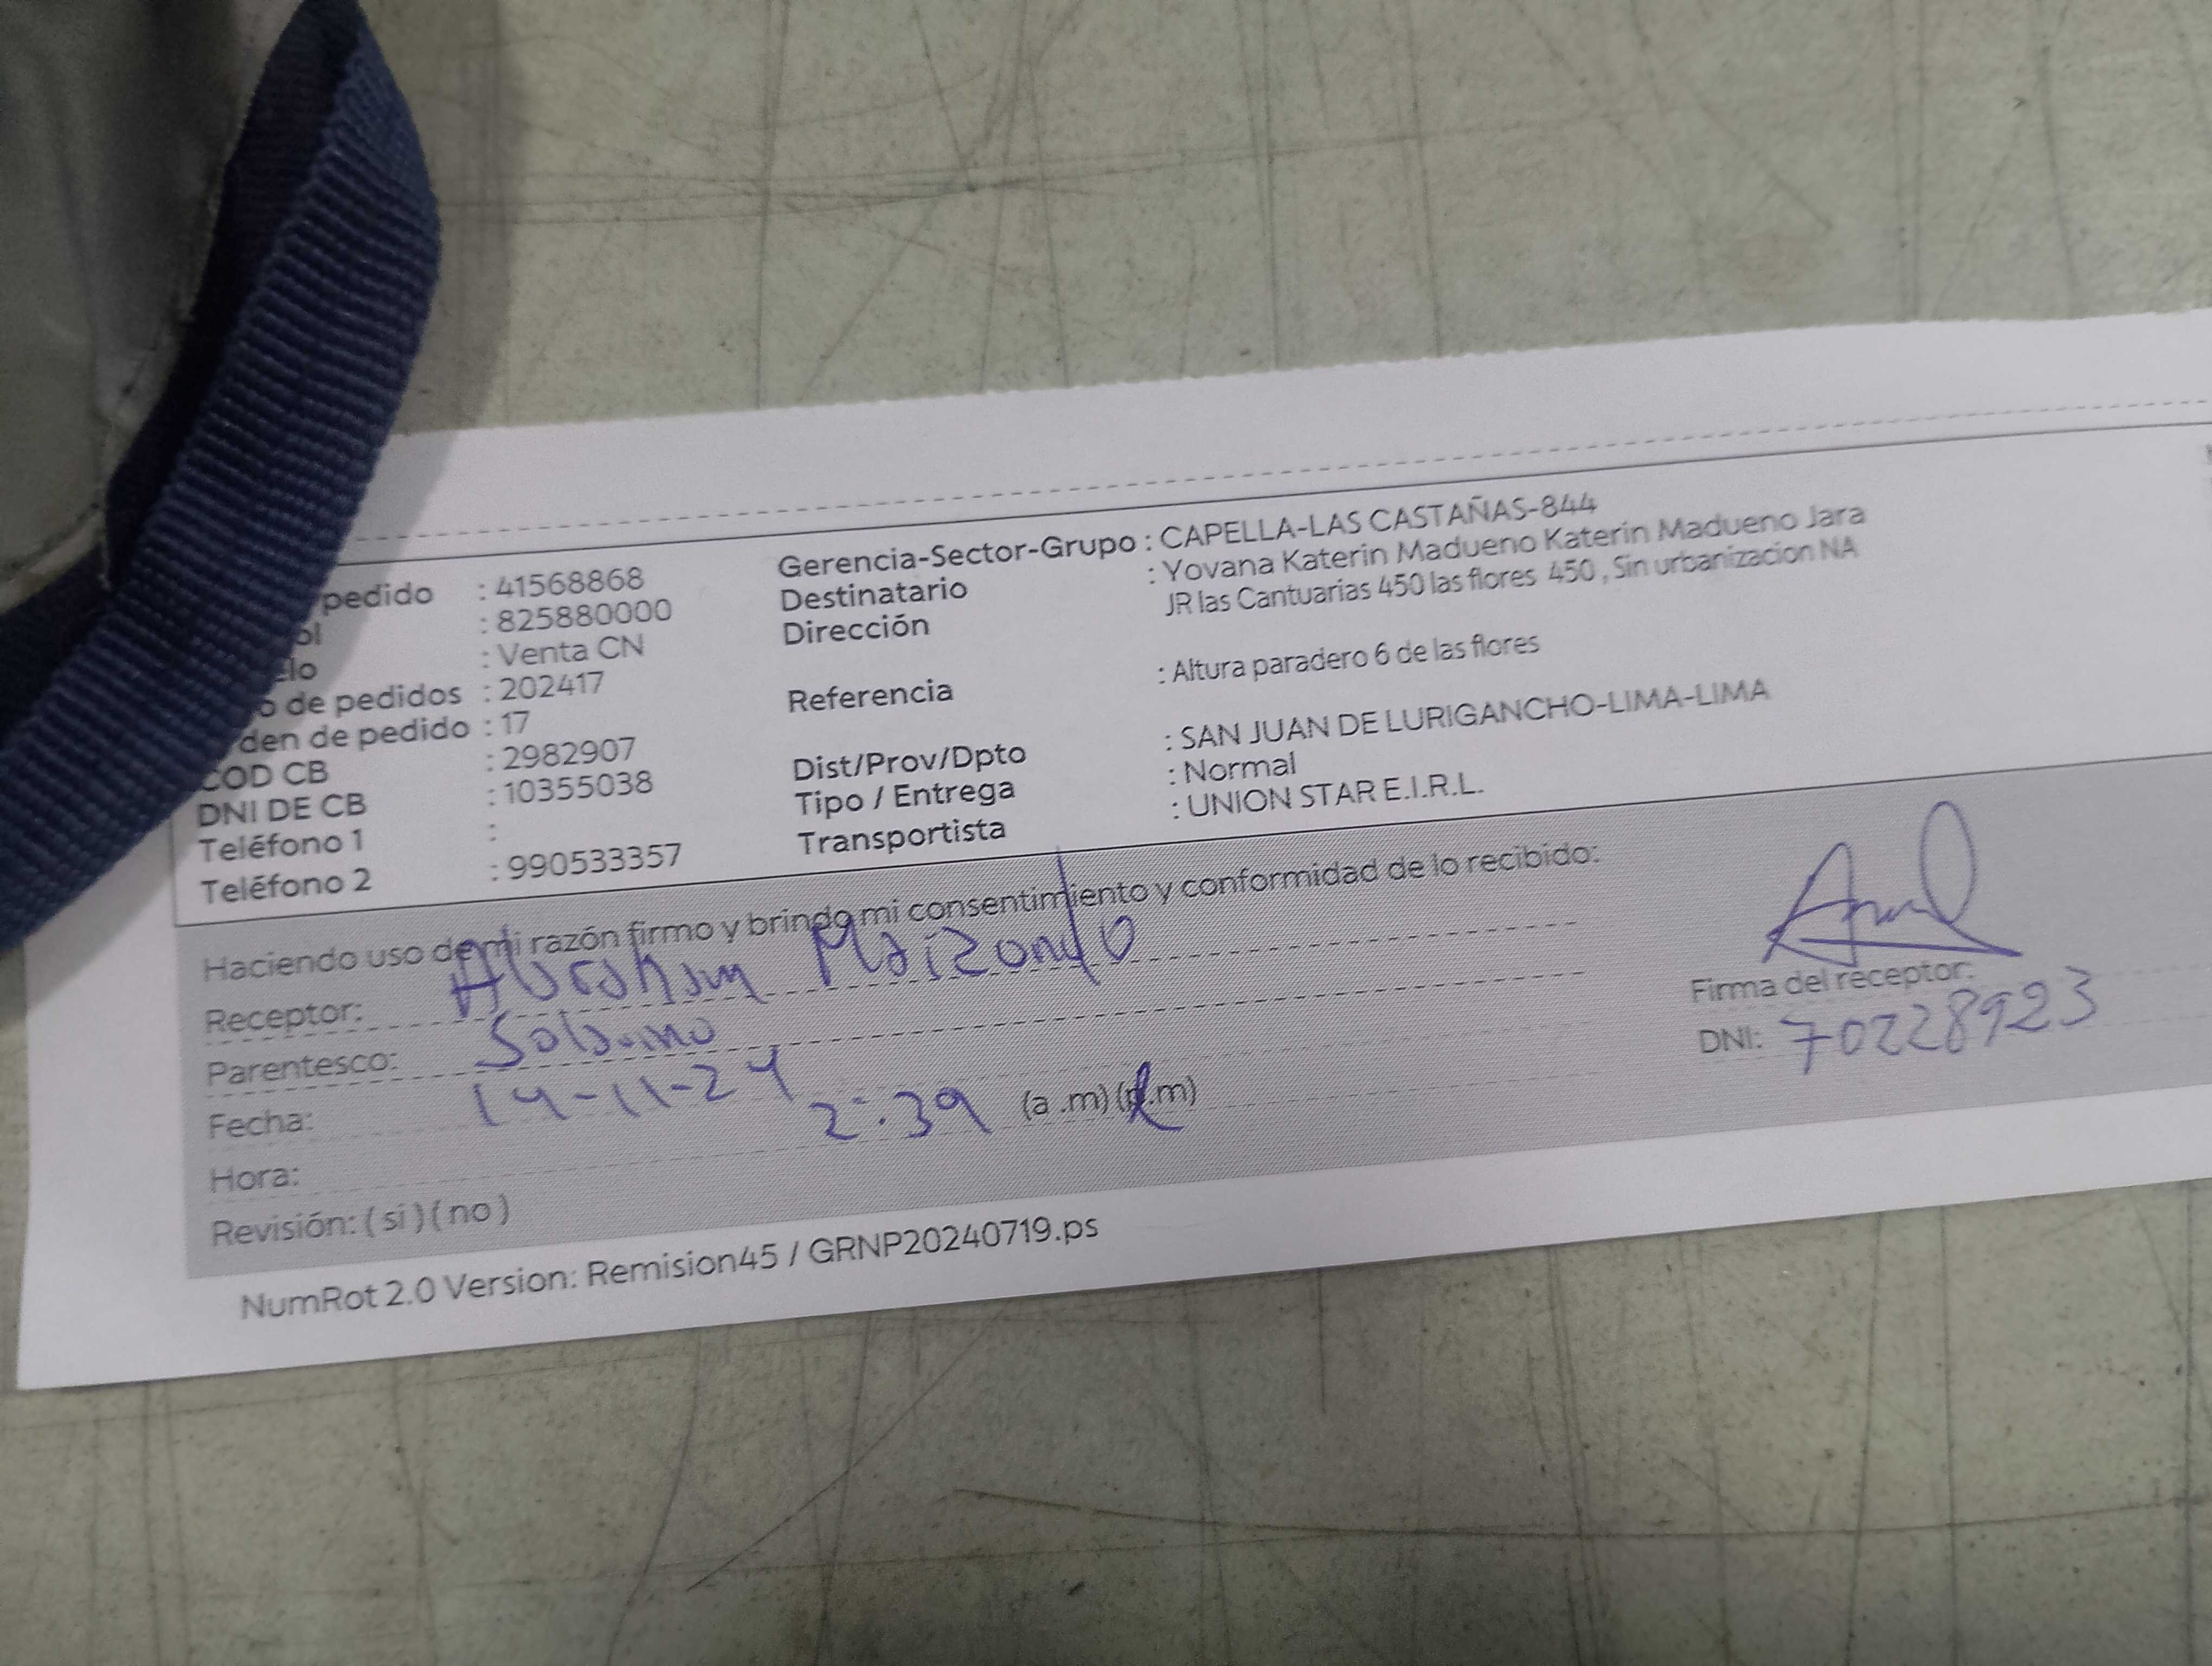 pedido : 41568868
: 825880000
: Venta CN
de pedidos : 202417
den de pedido : 17
COD CB : 2982907
DNI DE CB : 10355038
Teléfono 1 :
Teléfono 2 : 990533357
Gerencia-Sector-Grupo : CAPELLA-LAS CASTAÑAS-844
Destinatario : Yovana Katerin Madueno Katerin Madueno Jara
Dirección JR las Cantuarias 450 las flores 450 , Sin urbanizacion NA
Referencia : Altura paradero 6 de las flores
Dist/Prov/Dpto : SAN JUAN DE LURIGANCHO-LIMA-LIMA
Tipo / Entrega : Normal
Transportista : UNION STAR E.I.R.L.
Haciendo uso de mi razón firmo y brindo mi consentimiento y conformidad de lo recibido:
Receptor: Abraham Maizondo
Parentesco:
Fecha: 14-11-24
Hora: 2:39 (a .m) (p.m)
Revisión: ( si ) ( no )
Firma del receptor:
DNI: 70228923
NumRot 2.0 Version: Remision45 / GRNP20240719.ps